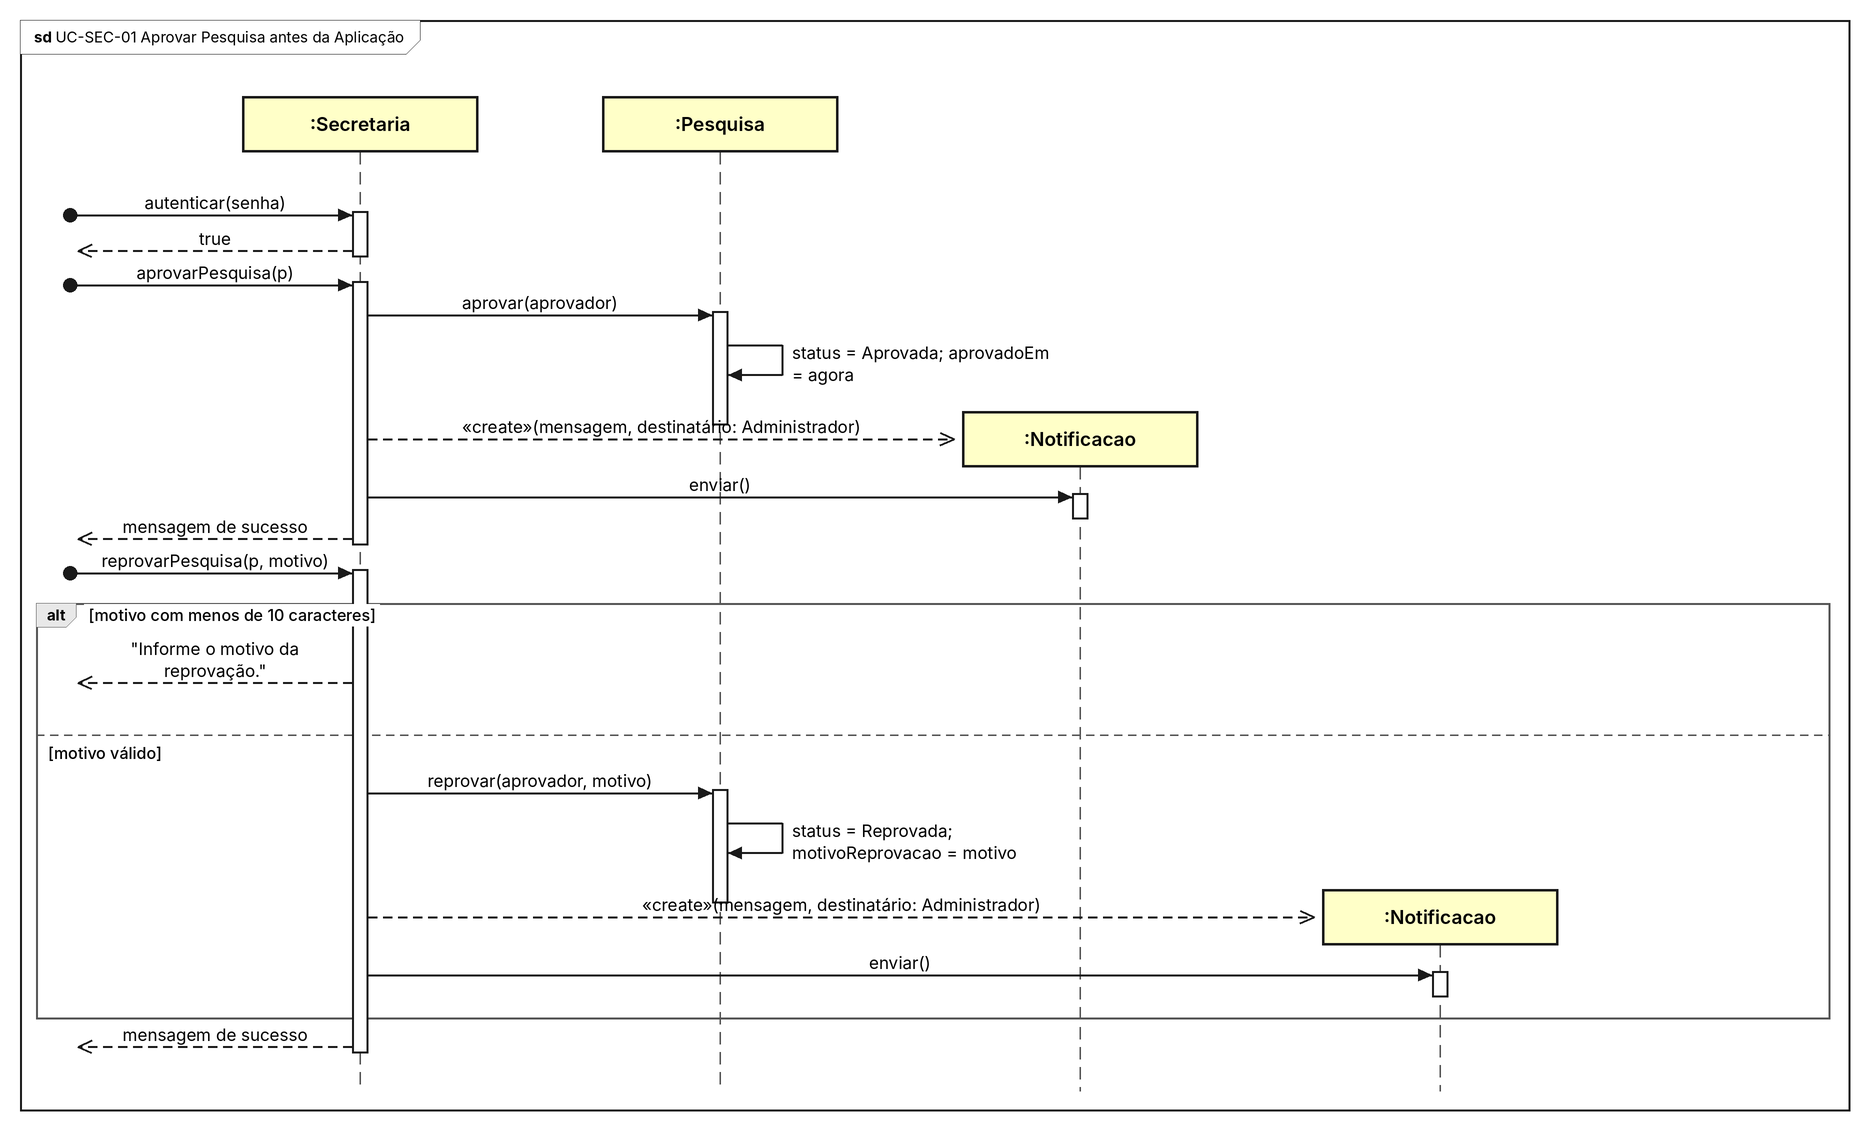 sd UC-SEC-01 Aprovar Pesquisa antes da Aplicação
:Secretaria
:Pesquisa
autenticar(senha)
true
aprovarPesquisa(p)
aprovar(aprovador)
status = Aprovada; aprovadoEm
= agora
«create»(mensagem, destinatário: Administrador)
:Notificacao
enviar()
mensagem de sucesso
reprovarPesquisa(p, motivo)
alt
[motivo com menos de 10 caracteres]
"Informe o motivo da
reprovação."
[motivo válido]
reprovar(aprovador, motivo)
status = Reprovada;
motivoReprovacao = motivo
«create»(mensagem, destinatário: Administrador)
:Notificacao
enviar()
mensagem de sucesso